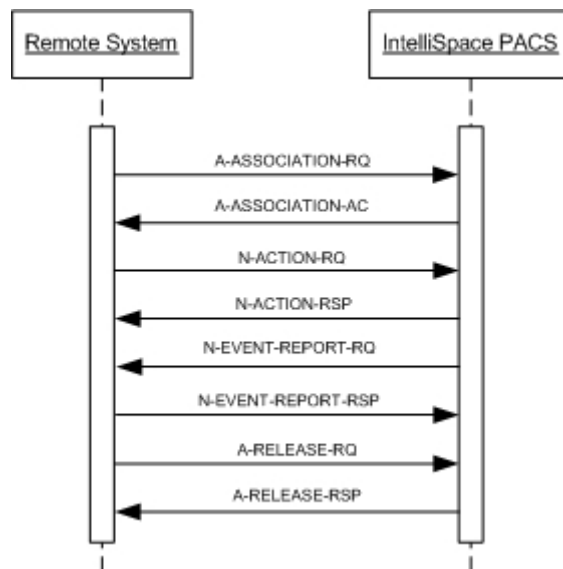 Remote System
IntelliSpace PACS
A-ASSOCIATION-RQ
A-ASSOCIATION-AC
N-ACTION-RQ
N-ACTION-RSP
N-EVENT-REPORT-RQ
N-EVENT-REPORT-RSP
A-RELEASE-RQ
A-RELEASE-RSP